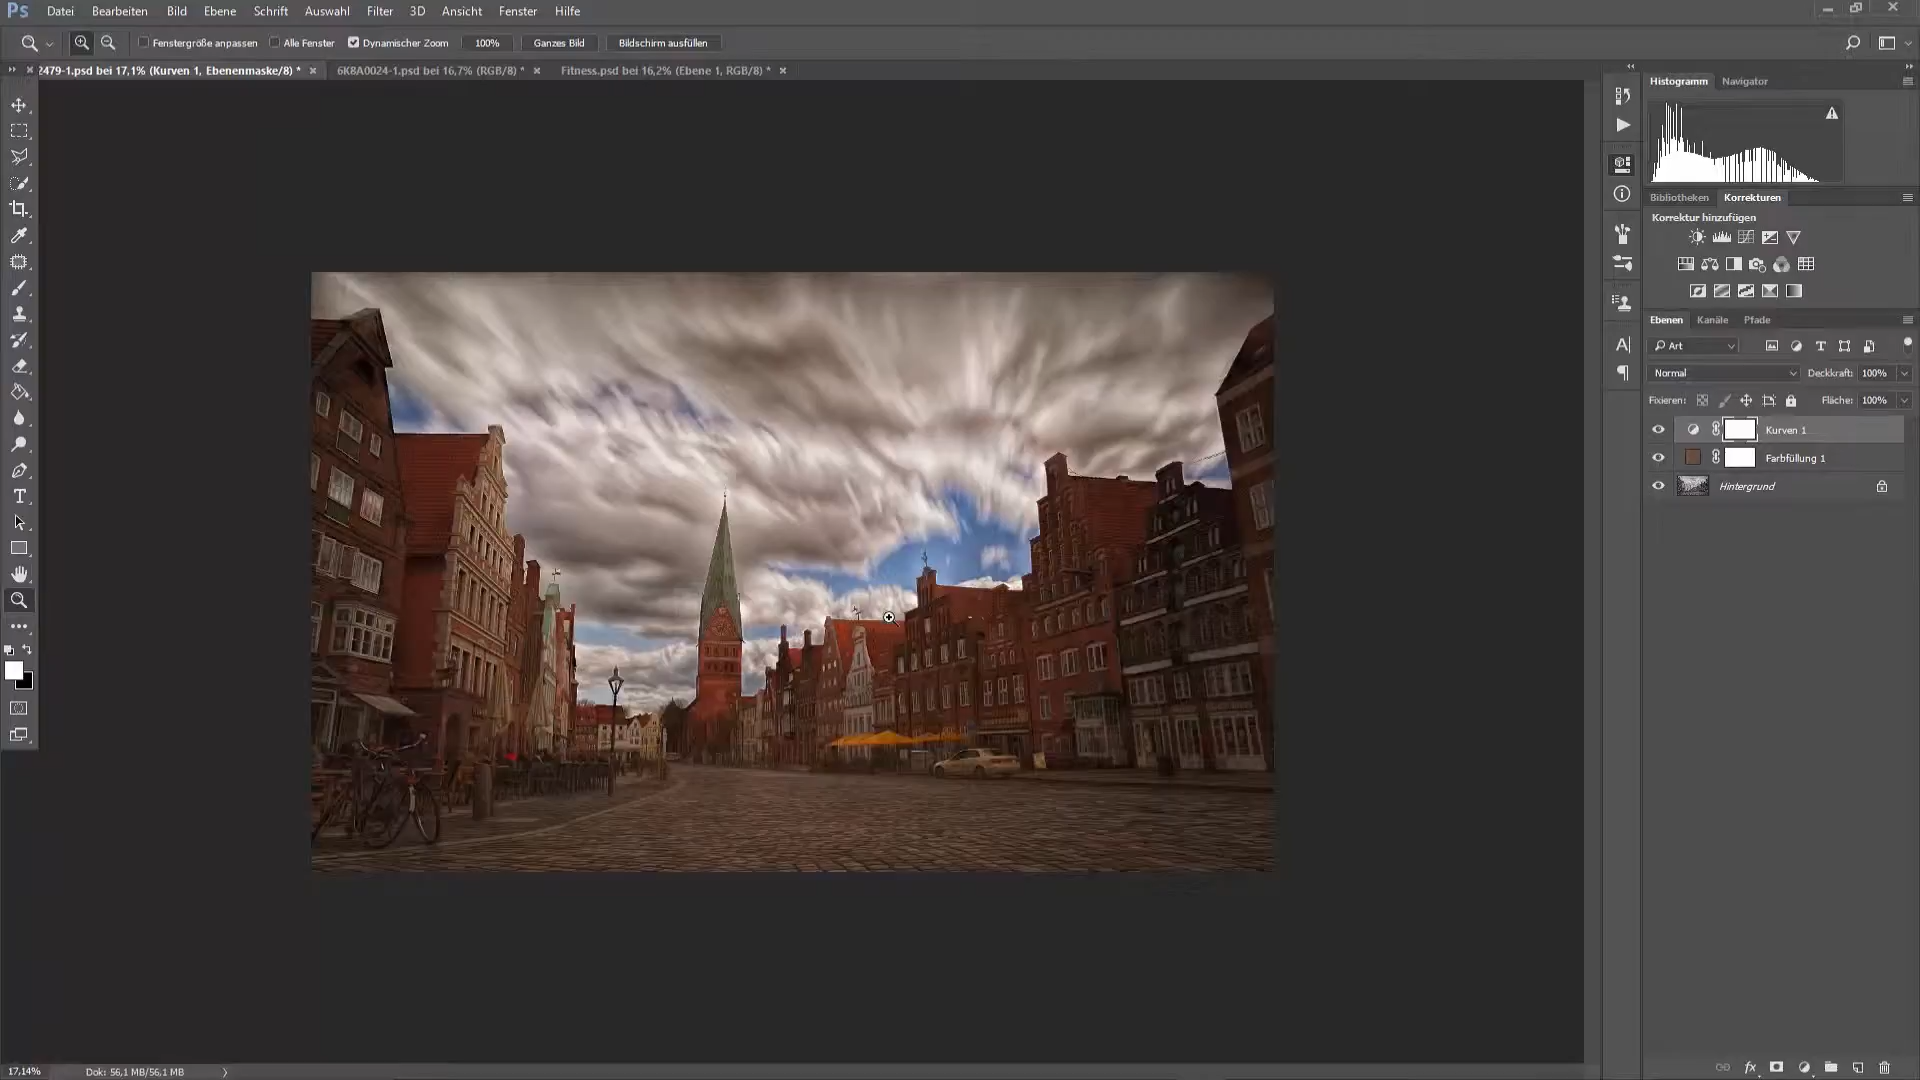 Ps Datei Bearbeiten Bild Ebene Schrift Auswahl Filter 3D Ansicht Fenster Hilfe
Fenstergröße anpassen Alle Fenster Dynamischer Zoom 100% Ganzes Bild Bildschirm ausfüllen
2479-1.psd bei 17,1% (Kurven 1, Ebenenmaske/8) * 6K8A0024-1.psd bei 16,7% (RGB/8) * Fitness.psd bei 16,2% (Ebene 1, RGB/8) *
Histogramm Navigator
Bibliotheken Korrekturen
Korrektur hinzufügen
Ebenen Kanäle Pfade
Art
Normal Deckkraft: 100%
Fixieren: Fläche: 100%
Kurven 1
Farbfüllung 1
Hintergrund
17,14% Dok: 56,1 MB/56,1 MB